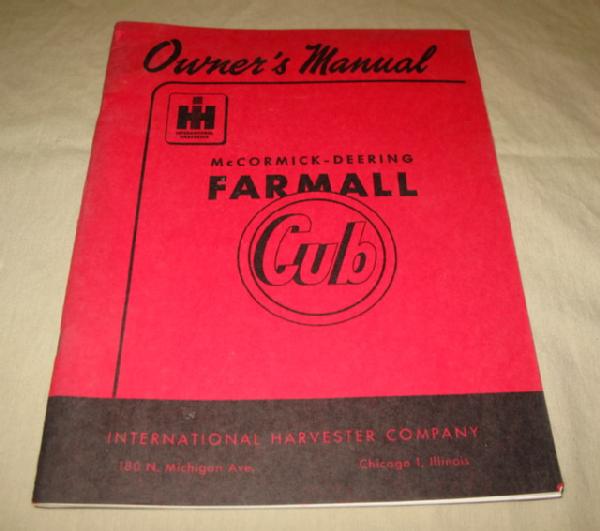 Owner's Manual
IH
INTERNATIONAL
HARVESTER
McCORMICK-DEERING
FARMALL
Cub
INTERNATIONAL HARVESTER COMPANY
180 N. Michigan Ave. Chicago 1, Illinois